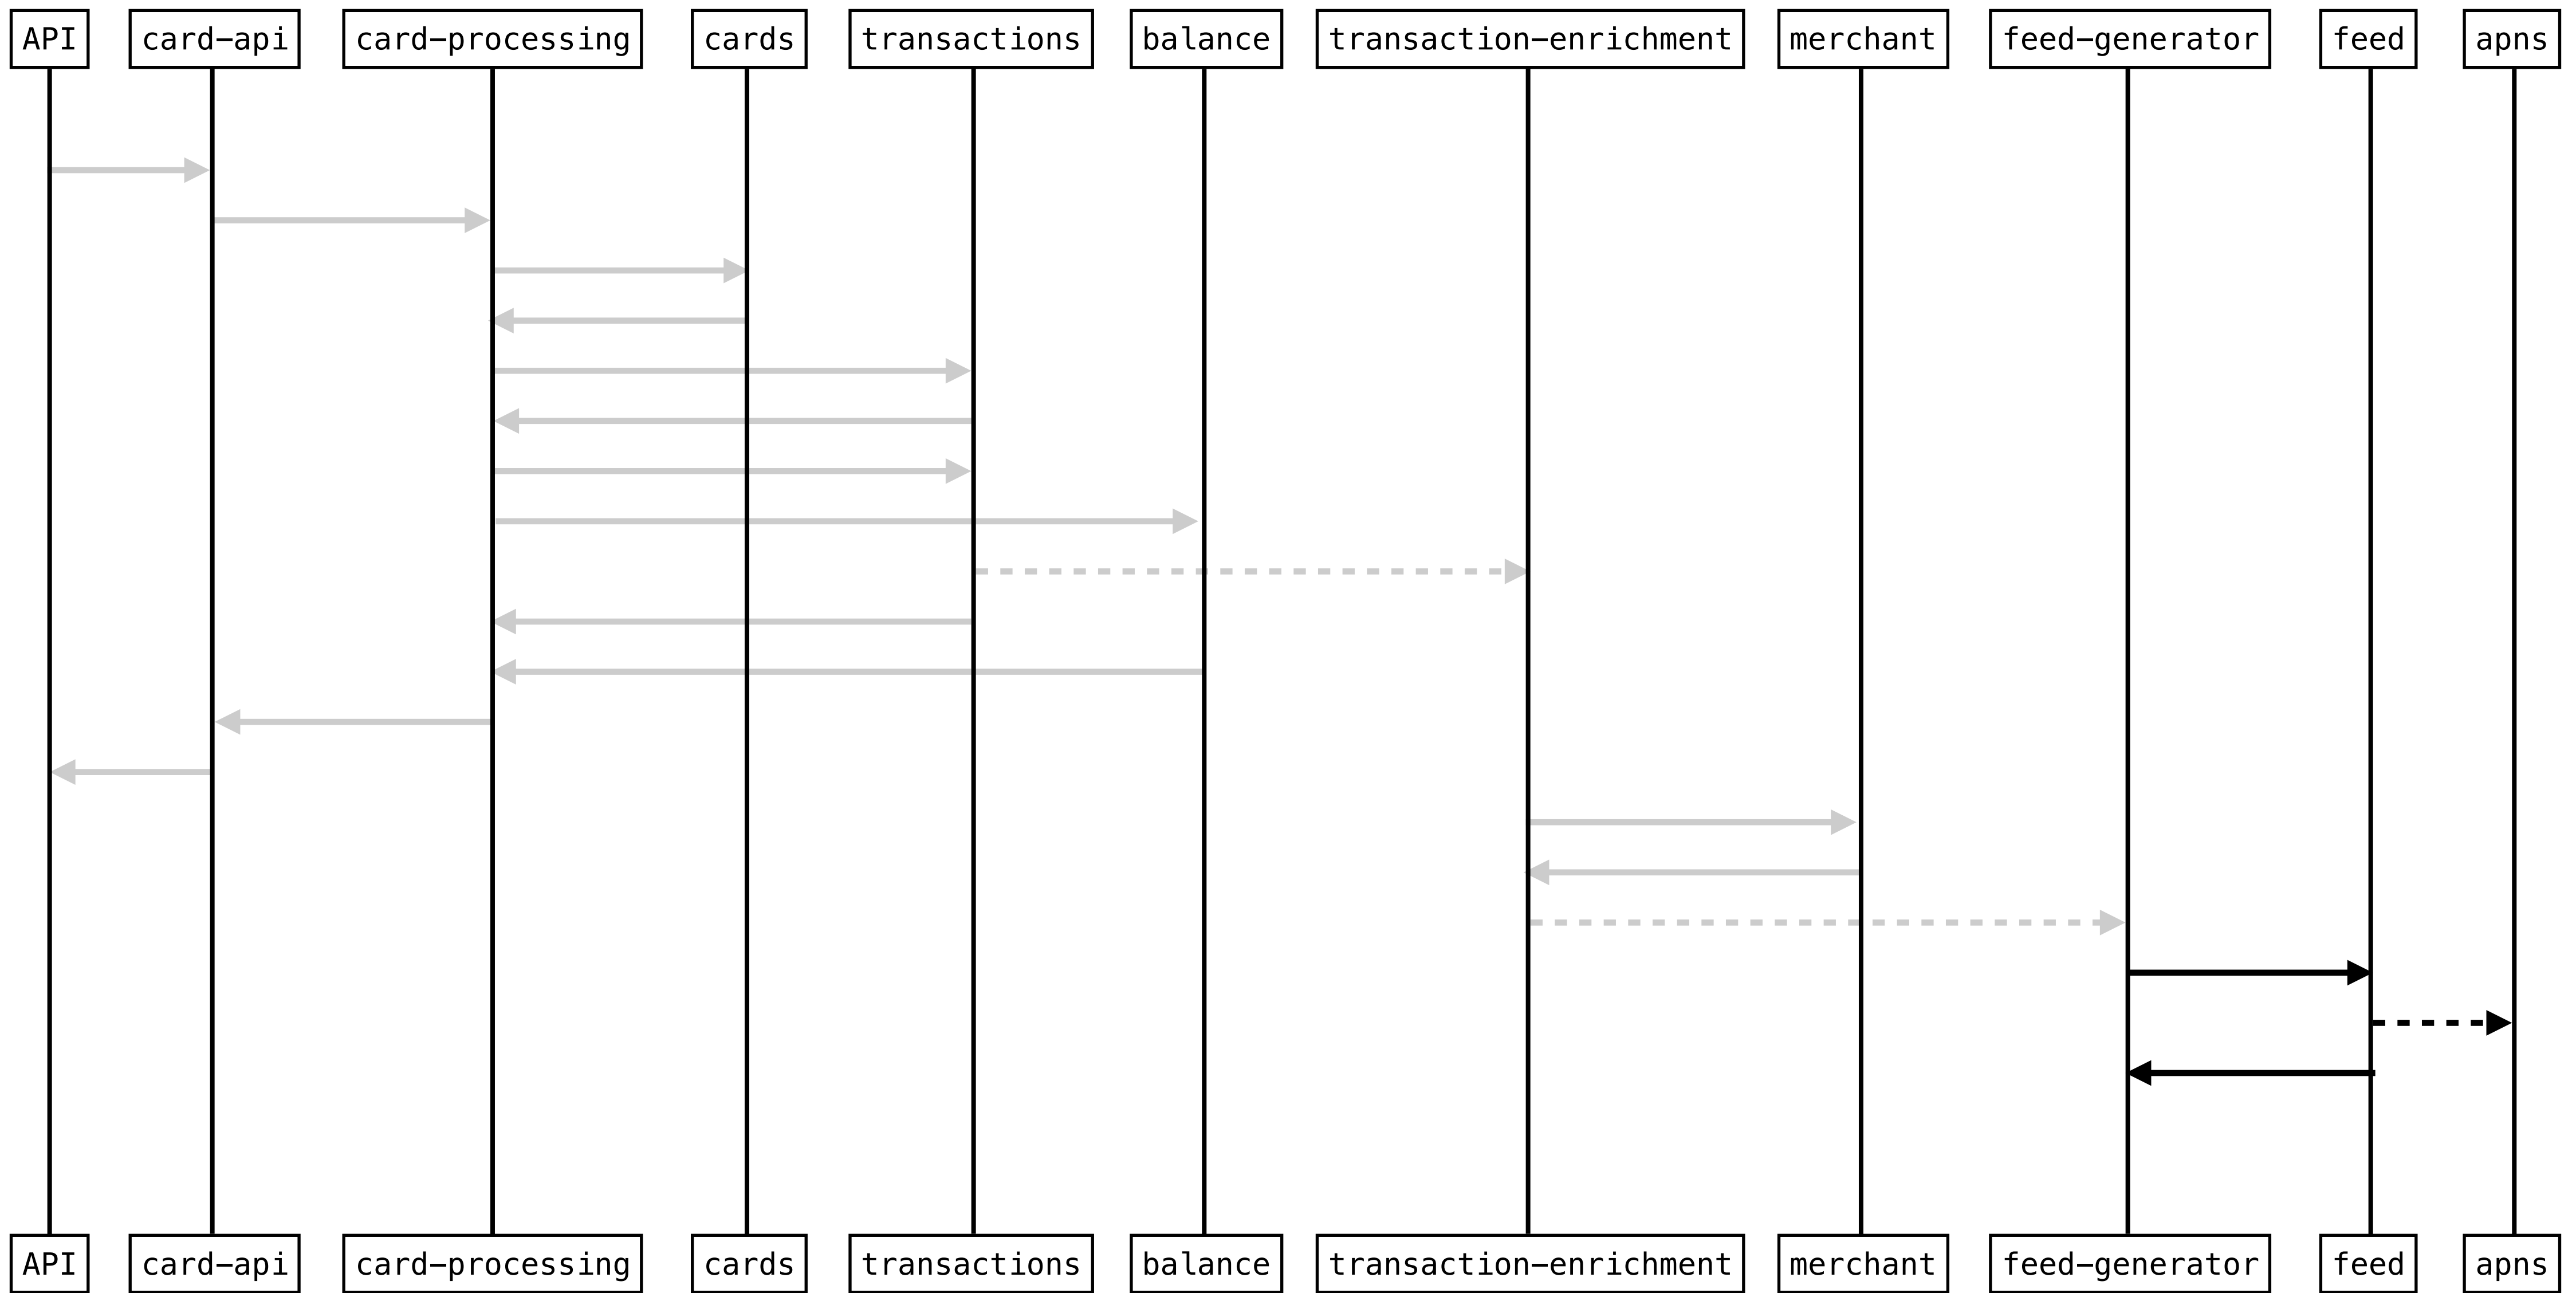 API card-api card-processing cards transactions balance transaction-enrichment merchant feed-generator feed apns
API card-api card-processing cards transactions balance transaction-enrichment merchant feed-generator feed apns